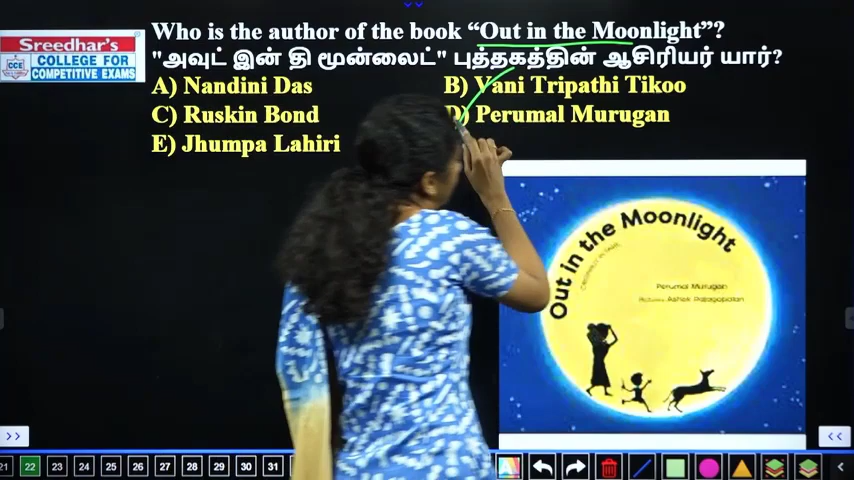 Who is the author of the book “Out in the Moonlight”?
Sreedhar's
CCE
COLLEGE FOR
COMPETITIVE EXAMS
"அவுட் இன் தி மூன்லைட்" புத்தகத்தின் ஆசிரியர் யார்?
A) Nandini Das
B) Vani Tripathi Tikoo
C) Ruskin Bond
D) Perumal Murugan
E) Jhumpa Lahiri
Out in the Moonlight
Perumal Murugan
Ashok Rajagopalan
21 22 23 24 25 26 27 28 29 30 31